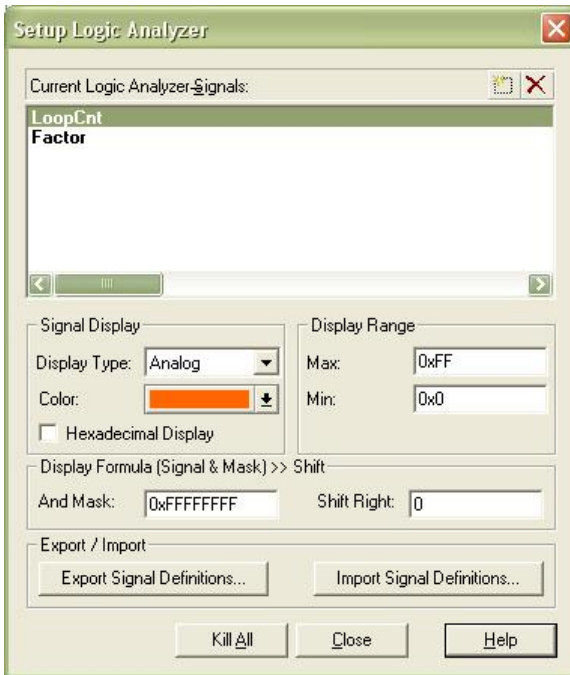 Setup Logic Analyzer
Current Logic Analyzer-Signals:
LoopCnt
Factor
Signal Display
Display Type: Analog
Color:
Hexadecimal Display
Display Range
Max: 0xFF
Min: 0x0
Display Formula (Signal & Mask) >> Shift
And Mask: 0xFFFFFFFF Shift Right: 0
Export / Import
Export Signal Definitions... Import Signal Definitions...
Kill All Close Help